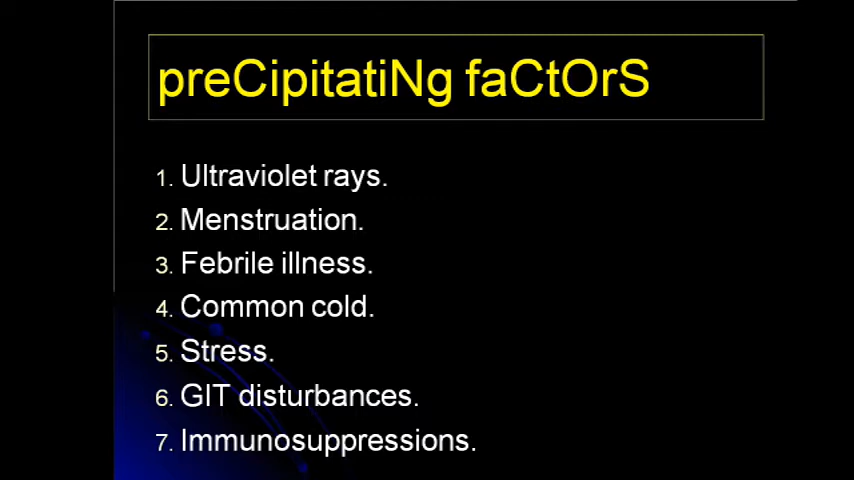 preCipitatiNg faCtOrS
1. Ultraviolet rays.
2. Menstruation.
3. Febrile illness.
4. Common cold.
5. Stress.
6. GIT disturbances.
7. Immunosuppressions.